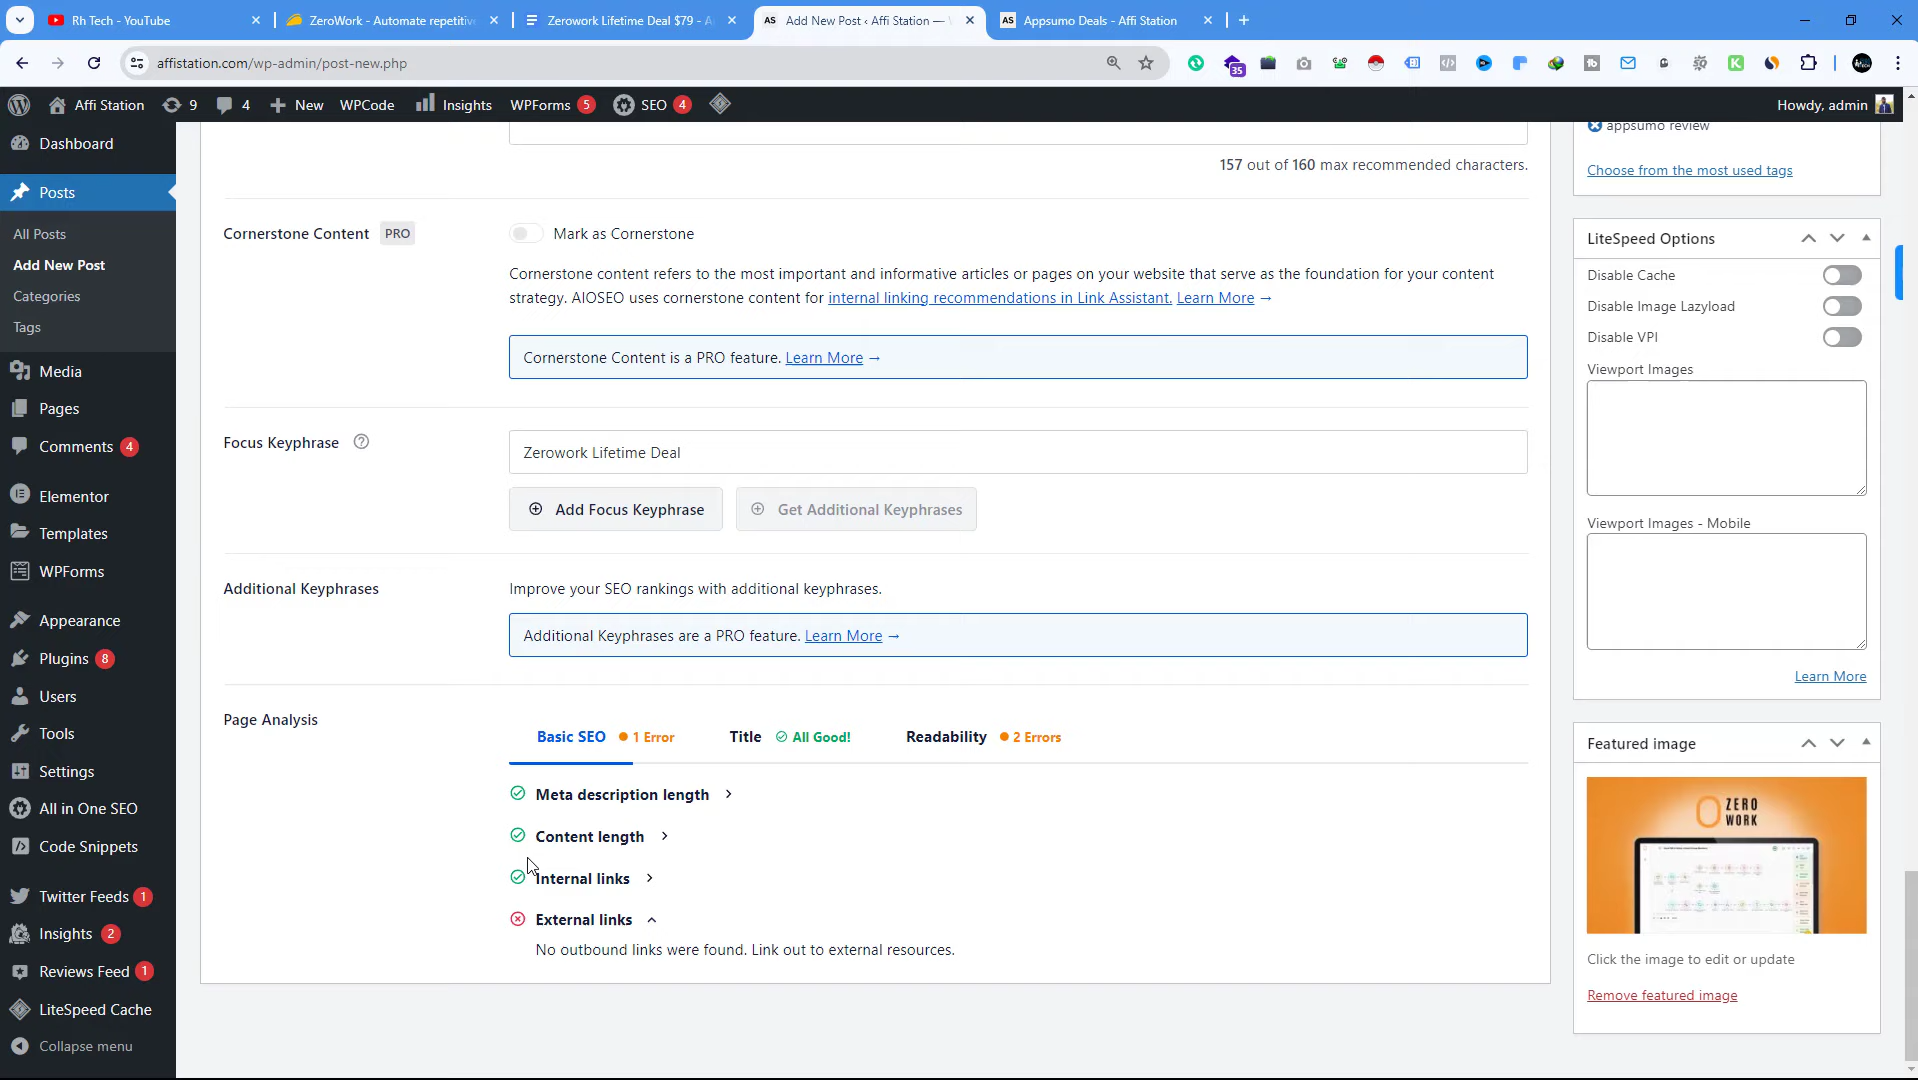 Rh Tech - YouTube
ZeroWork - Automate repetitiv
Zerowork Lifetime Deal $79 - A
AS Add New Post ‹ Affi Station —
AS Appsumo Deals - Affi Station
affistation.com/wp-admin/post-new.php
35
Affi Station
9
4
New
WPCode
Insights
WPForms 5
SEO 4
Howdy, admin
Dashboard
Posts
All Posts
Add New Post
Categories
Tags
Media
Pages
Comments 4
Elementor
Templates
WPForms
Appearance
Plugins 8
Users
Tools
Settings
All in One SEO
Code Snippets
Twitter Feeds 1
Insights 2
Reviews Feed 1
LiteSpeed Cache
Collapse menu
157 out of 160 max recommended characters.
Cornerstone Content PRO
Mark as Cornerstone
Cornerstone content refers to the most important and informative articles or pages on your website that serve as the foundation for your content
strategy. AIOSEO uses cornerstone content for internal linking recommendations in Link Assistant. Learn More →
Cornerstone Content is a PRO feature. Learn More →
Focus Keyphrase
Zerowork Lifetime Deal
Add Focus Keyphrase
Get Additional Keyphrases
Additional Keyphrases
Improve your SEO rankings with additional keyphrases.
Additional Keyphrases are a PRO feature. Learn More →
Page Analysis
Basic SEO 1 Error
Title All Good!
Readability 2 Errors
Meta description length
Content length
Internal links
External links
No outbound links were found. Link out to external resources.
appsumo review
Choose from the most used tags
LiteSpeed Options
Disable Cache
Disable Image Lazyload
Disable VPI
Viewport Images
Viewport Images - Mobile
Learn More
Featured image
ZERO
WORK
Click the image to edit or update
Remove featured image